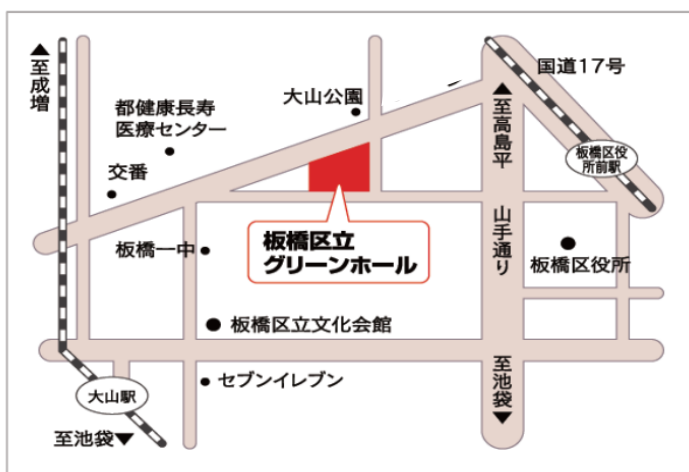 ▲至成増
都健康長寿
医療センター
交番
大山公園
国道17号
▲至高島平
山手通り
至池袋▼
板橋区役
所前駅
板橋区立
グリーンホール
板橋一中
板橋区役所
板橋区立文化会館
セブンイレブン
大山駅
至池袋▼